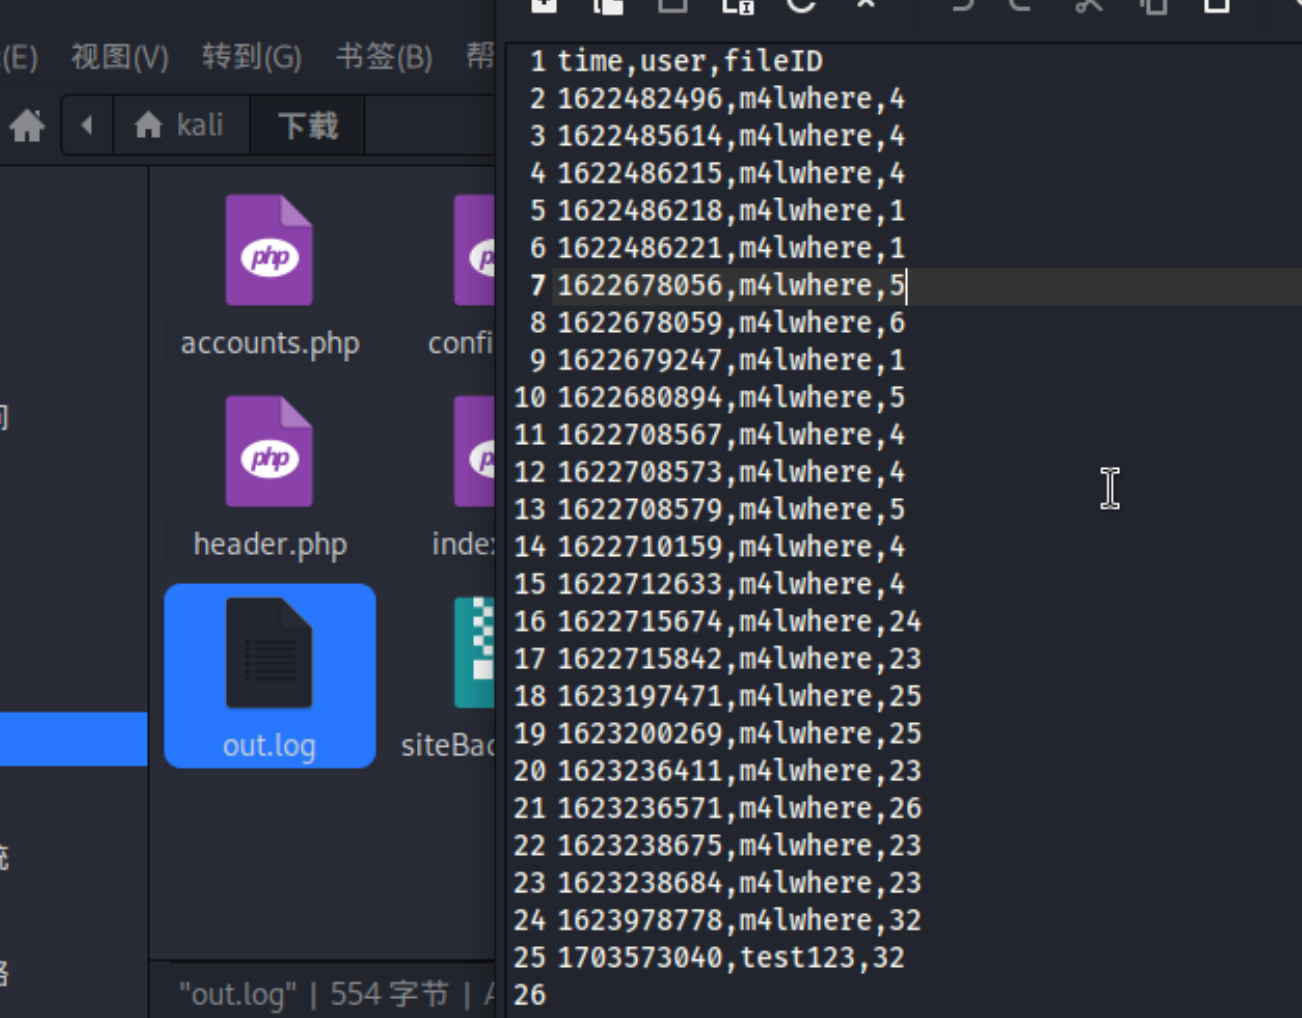 (E) 视图(V) 转到(G) 书签(B) 帮
kali 下载
php
accounts.php
confi
php
header.php
index
out.log
siteBac
"out.log" | 554 字节 |
1 time,user,fileID
2 1622482496,m4lwhere,4
3 1622485614,m4lwhere,4
4 1622486215,m4lwhere,4
5 1622486218,m4lwhere,1
6 1622486221,m4lwhere,1
7 1622678056,m4lwhere,5
8 1622678059,m4lwhere,6
9 1622679247,m4lwhere,1
10 1622680894,m4lwhere,5
11 1622708567,m4lwhere,4
12 1622708573,m4lwhere,4
13 1622708579,m4lwhere,5
14 1622710159,m4lwhere,4
15 1622712633,m4lwhere,4
16 1622715674,m4lwhere,24
17 1622715842,m4lwhere,23
18 1623197471,m4lwhere,25
19 1623200269,m4lwhere,25
20 1623236411,m4lwhere,23
21 1623236571,m4lwhere,26
22 1623238675,m4lwhere,23
23 1623238684,m4lwhere,23
24 1623978778,m4lwhere,32
25 1703573040,test123,32
26